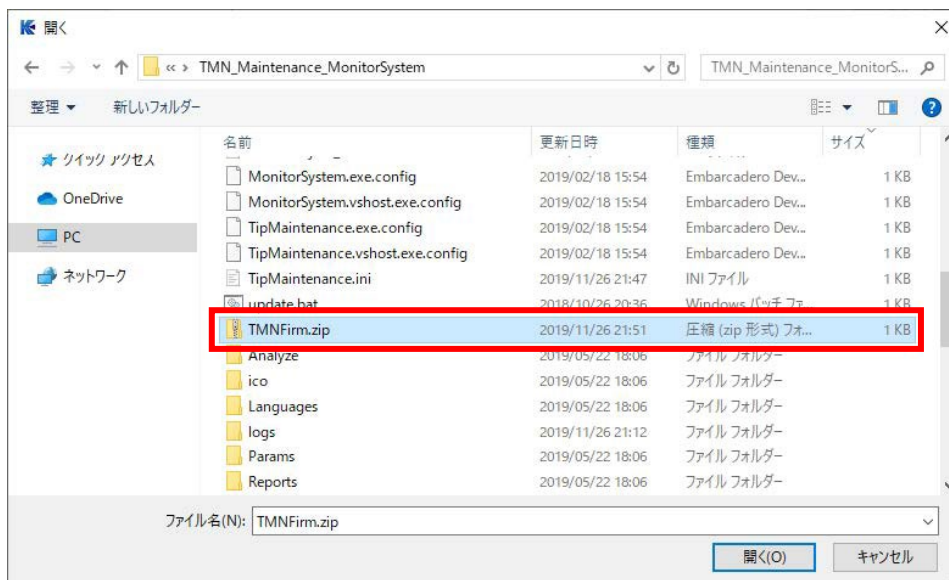 開く
« › TMN_Maintenance_MonitorSystem
TMN_Maintenance_MonitorS...
整理 新しいフォルダー
名前 更新日時 種類 サイズ
クイック アクセス
OneDrive
PC
ネットワーク
MonitorSystem.exe.config 2019/02/18 15:54 Embarcadero Dev... 1 KB
MonitorSystem.vshost.exe.config 2019/02/18 15:54 Embarcadero Dev... 1 KB
TipMaintenance.exe.config 2019/02/18 15:54 Embarcadero Dev... 1 KB
TipMaintenance.vshost.exe.config 2019/02/18 15:54 Embarcadero Dev... 1 KB
TipMaintenance.ini 2019/11/26 21:47 INI ファイル 1 KB
update.bat 2018/10/26 20:36 Windows バッチ ファ... 1 KB
TMNFirm.zip 2019/11/26 21:51 圧縮 (zip 形式) フォ... 1 KB
Analyze 2019/05/22 18:06 ファイル フォルダー
ico 2019/05/22 18:06 ファイル フォルダー
Languages 2019/05/22 18:06 ファイル フォルダー
logs 2019/11/26 21:12 ファイル フォルダー
Params 2019/05/22 18:06 ファイル フォルダー
Reports 2019/05/22 18:06 ファイル フォルダー
ファイル名(N): TMNFirm.zip
開く(O) キャンセル